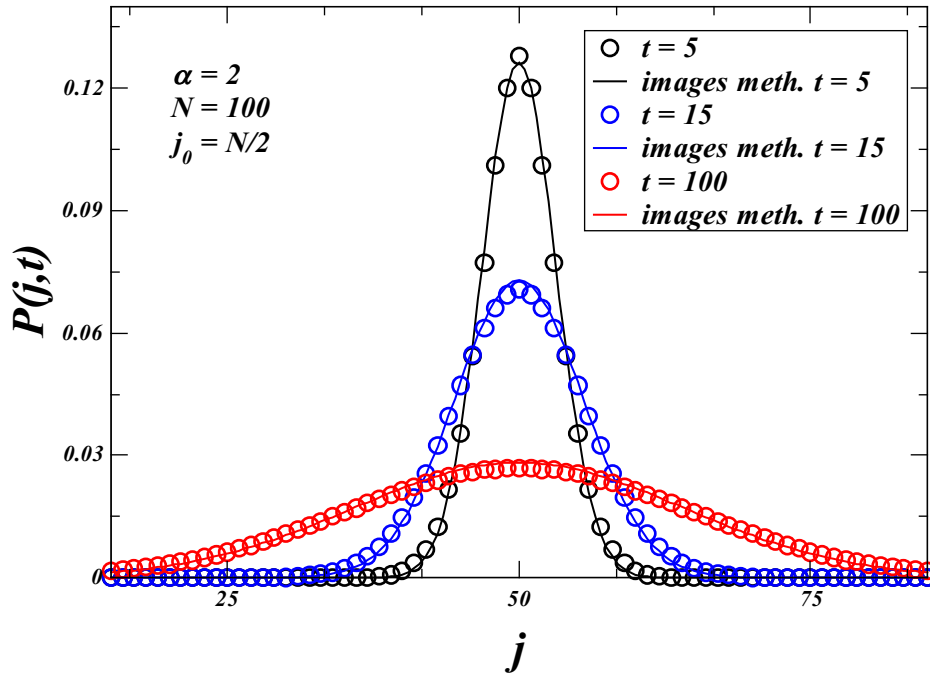 α = 2
N = 100
j₀ = N/2
t = 5
images meth. t = 5
t = 15
images meth. t = 15
t = 100
images meth. t = 100
0.12
0.09
0.06
0.03
0
P(j,t)
25 50 75
j